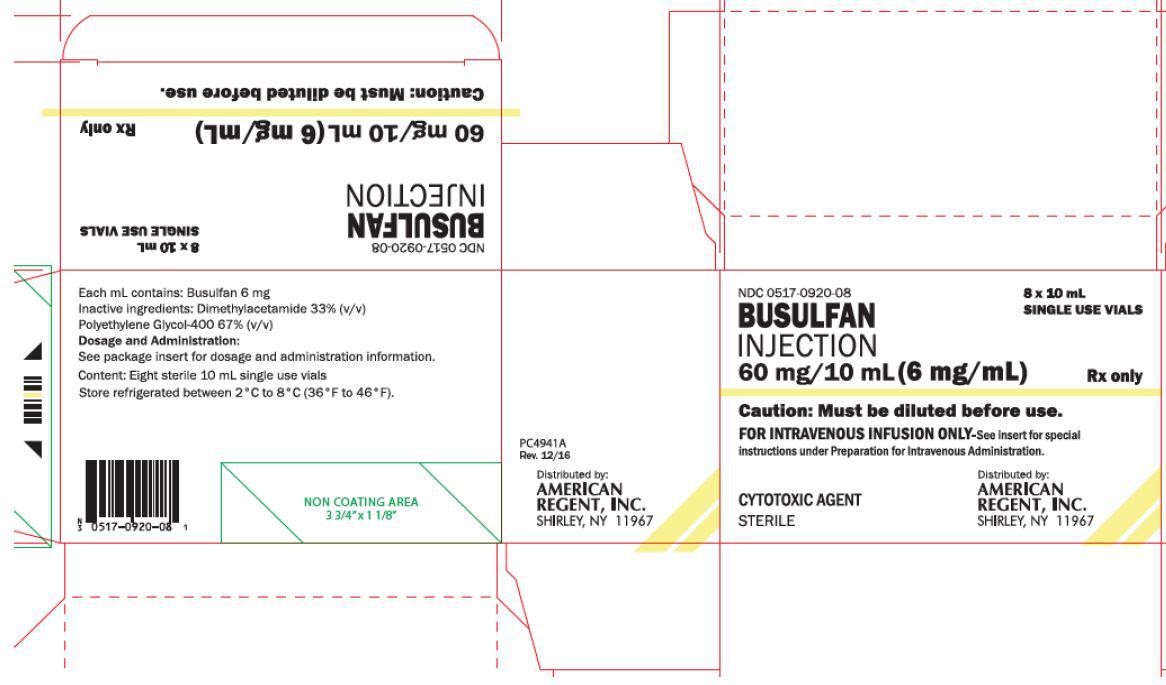 Caution: Must be diluted before use.
60 mg/10 mL (6 mg/mL)
Rx only
BUSULFAN
INJECTION
NDC 0517-0920-08
8 x 10 mL
SINGLE USE VIALS
Each mL contains: Busulfan 6 mg
Inactive ingredients: Dimethylacetamide 33% (v/v)
Polyethylene Glycol-400 67% (v/v)
Dosage and Administration:
See package insert for dosage and administration information.
Content: Eight sterile 10 mL single use vials
Store refrigerated between 2°C to 8°C (36°F to 46°F).
N
3 0517-0920-08 1
NON COATING AREA
3 3/4" x 1 1/8"
PC4941A
Rev. 12/16
Distributed by:
AMERICAN
REGENT, INC.
SHIRLEY, NY 11967
NDC 0517-0920-08
8 x 10 mL
SINGLE USE VIALS
BUSULFAN
INJECTION
60 mg/10 mL (6 mg/mL)
Rx only
Caution: Must be diluted before use.
FOR INTRAVENOUS INFUSION ONLY-See insert for special
instructions under Preparation for Intravenous Administration.
CYTOTOXIC AGENT
STERILE
Distributed by:
AMERICAN
REGENT, INC.
SHIRLEY, NY 11967